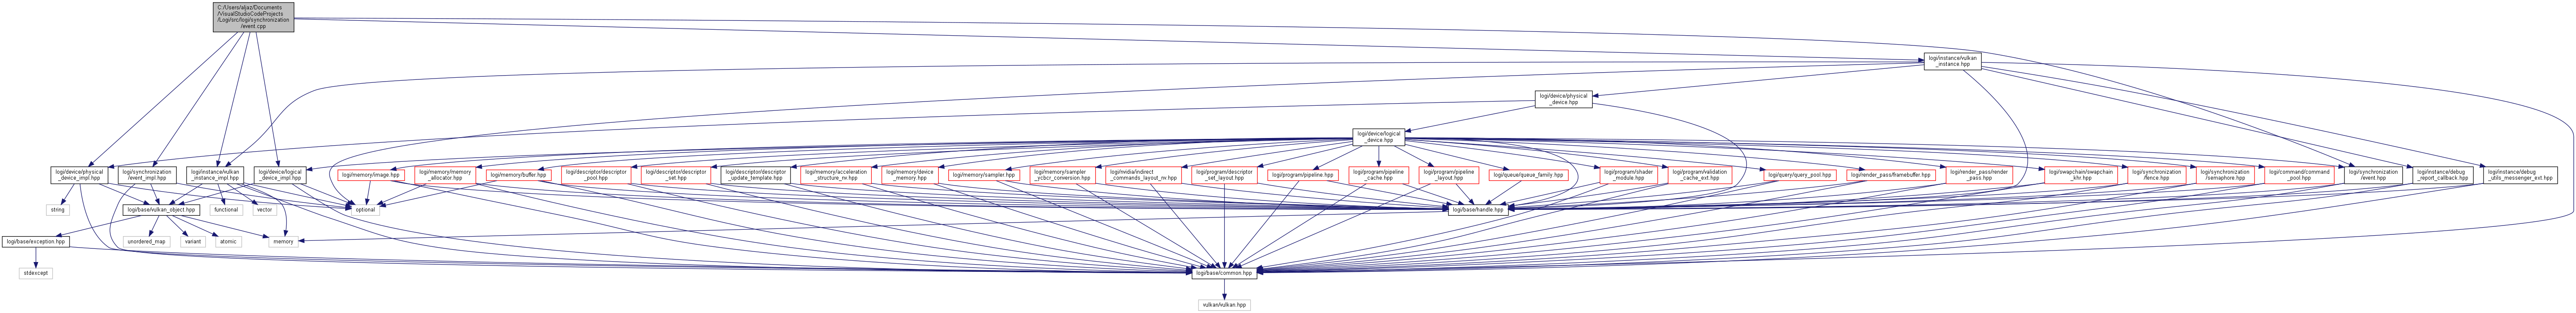 C:/Users/aljaz/Documents
/VisualStudioCodeProjects
/Logi/src/logi/synchronization
/event.cpp
logi/instance/vulkan
_instance.hpp
logi/device/physical
_device.hpp
logi/device/logical
_device.hpp
logi/device/physical
_device_impl.hpp
logi/synchronization
/event_impl.hpp
logi/instance/vulkan
_instance_impl.hpp
logi/device/logical
_device_impl.hpp
logi/memory/image.hpp
logi/memory/memory
_allocator.hpp
logi/memory/buffer.hpp
logi/descriptor/descriptor
_pool.hpp
logi/descriptor/descriptor
_set.hpp
logi/descriptor/descriptor
_update_template.hpp
logi/memory/acceleration
_structure_nv.hpp
logi/memory/device
_memory.hpp
logi/memory/sampler.hpp
logi/memory/sampler
_ycbcr_conversion.hpp
logi/nvidia/indirect
_commands_layout_nv.hpp
logi/program/descriptor
_set_layout.hpp
logi/program/pipeline.hpp
logi/program/pipeline
_cache.hpp
logi/program/pipeline
_layout.hpp
logi/queue/queue_family.hpp
logi/program/shader
_module.hpp
logi/program/validation
_cache_ext.hpp
logi/query/query_pool.hpp
logi/render_pass/framebuffer.hpp
logi/render_pass/render
_pass.hpp
logi/swapchain/swapchain
_khr.hpp
logi/synchronization
/fence.hpp
logi/synchronization
/semaphore.hpp
logi/command/command
_pool.hpp
logi/synchronization
/event.hpp
logi/instance/debug
_report_callback.hpp
logi/instance/debug
_utils_messenger_ext.hpp
string
logi/base/vulkan_object.hpp
functional
vector
optional
logi/base/handle.hpp
logi/base/exception.hpp
unordered_map
variant
atomic
memory
stdexcept
logi/base/common.hpp
vulkan/vulkan.hpp